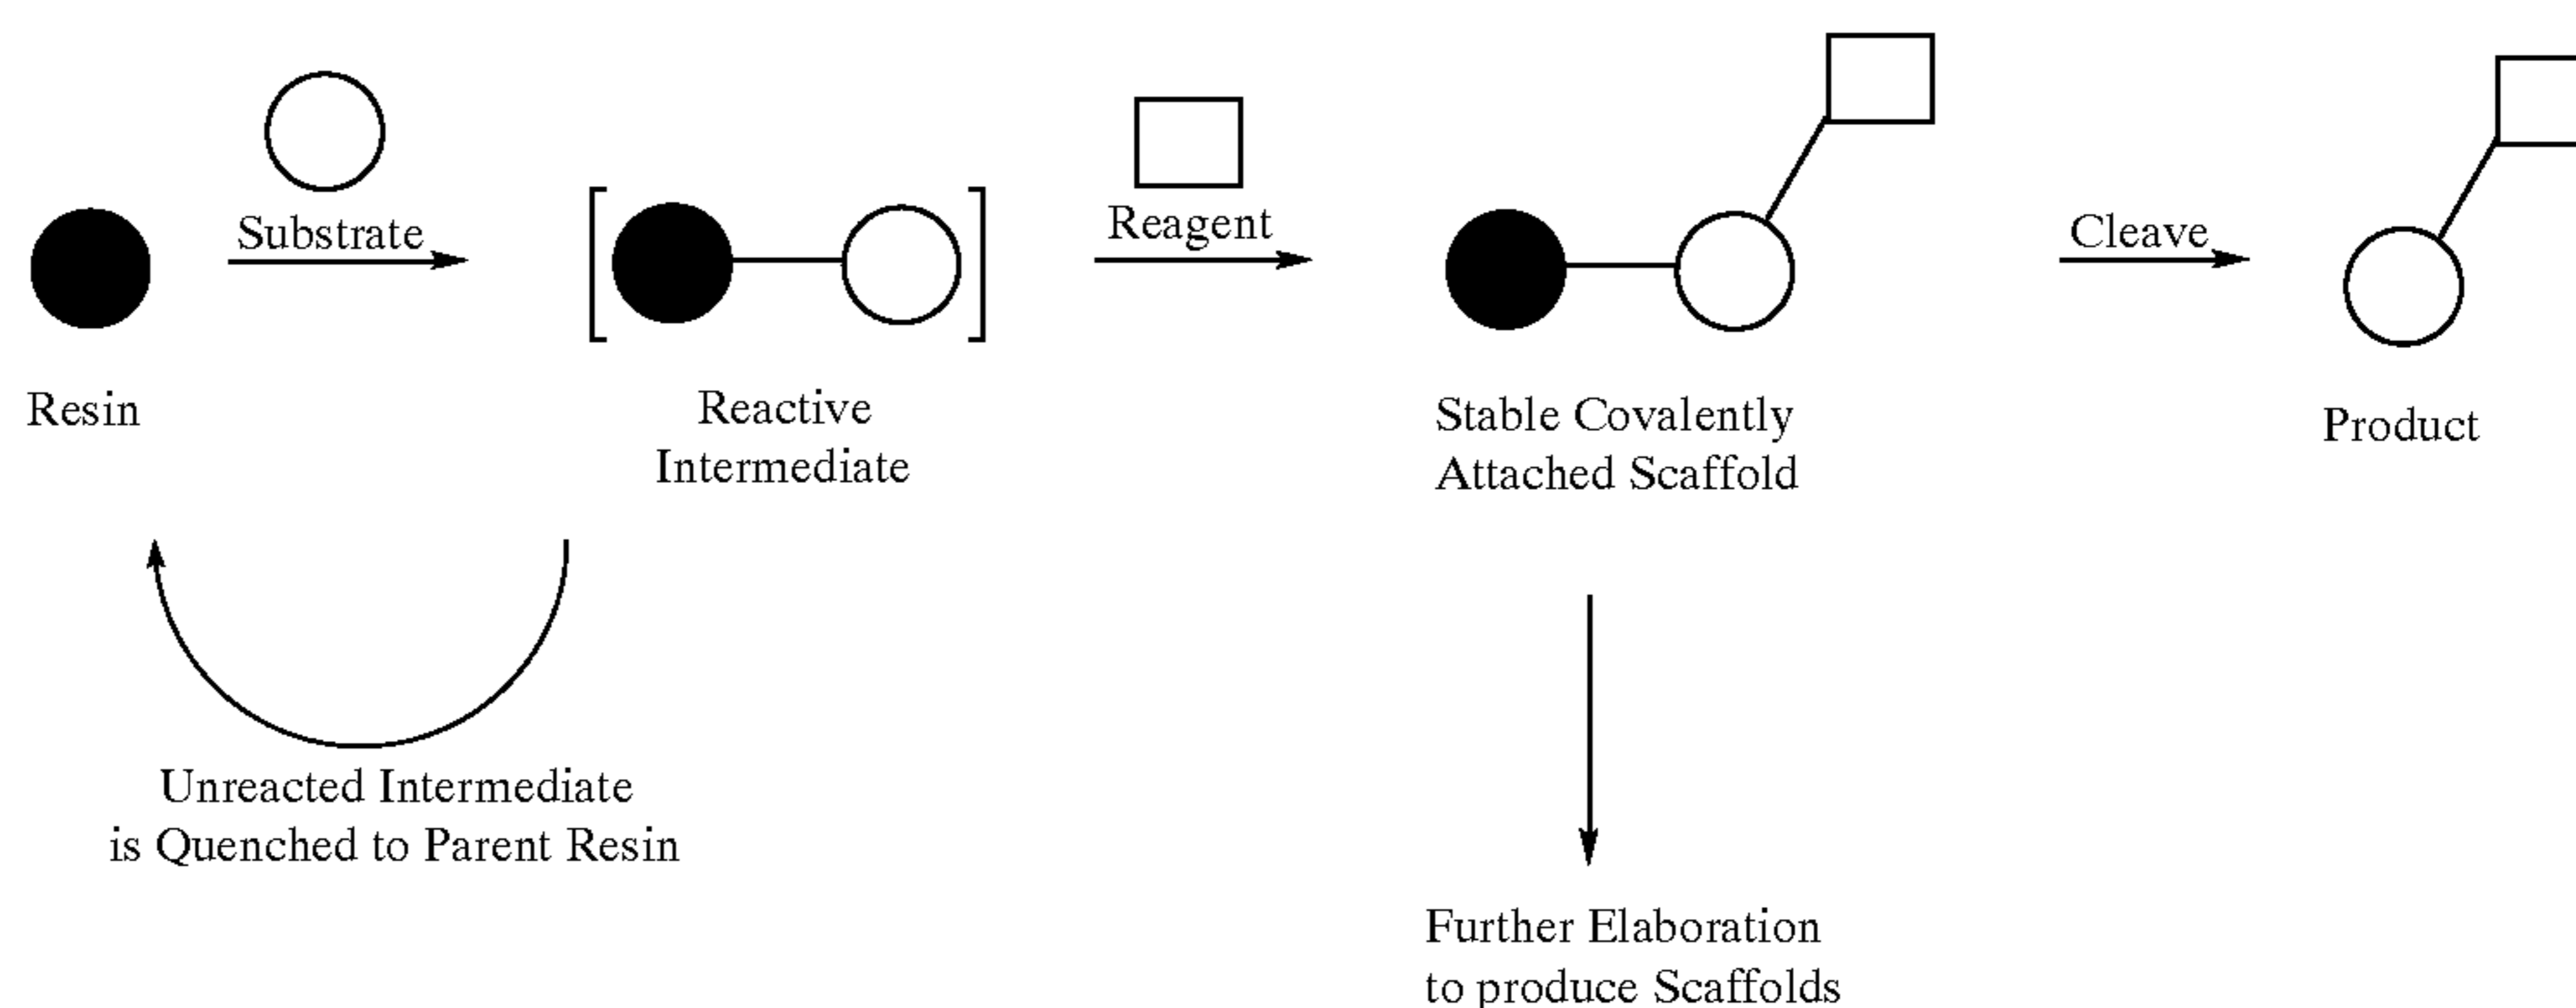 Substrate
Reagent
Cleave
Resin
Reactive
Intermediate
Stable Covalently
Attached Scaffold
Product
Unreacted Intermediate
is Quenched to Parent Resin
Further Elaboration
to produce Scaffolds